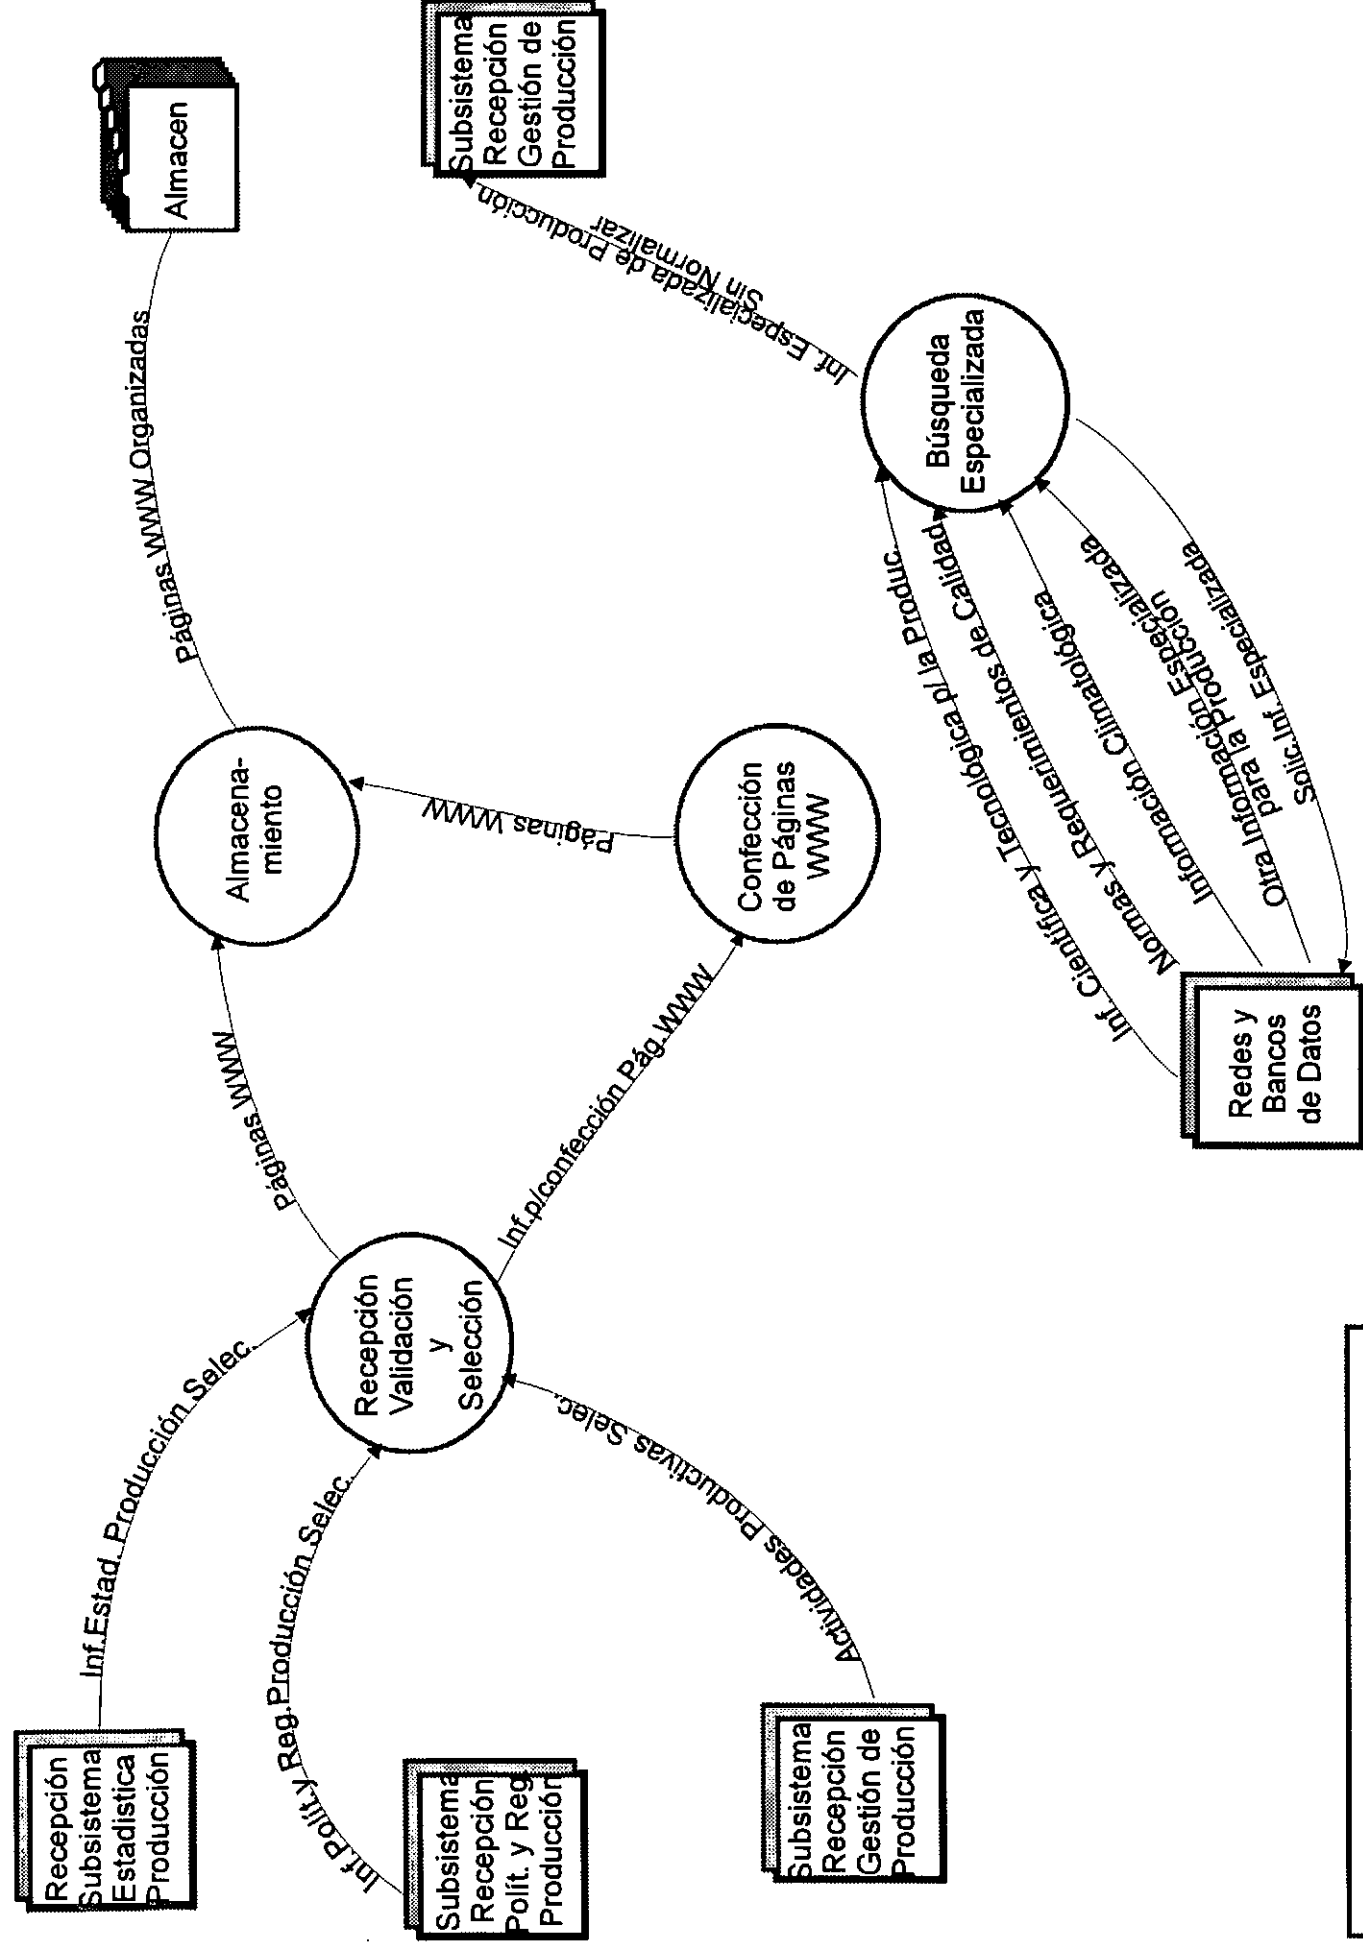 Recepción
Subsistema
Estadistica
Producción
Inf.Estad. Producción Selec.
Subsistema
Recepción
Polít. y Reg
Producción
Inf.Polít.y Reg.Producción Selec.
Subsistema
Recepción
Gestión de
Producción
Actividades Productivas Selec.
Recepción
Validación
y
Selección
Páginas WWW
Inf.p/confección Pág.WWW
Almacena-
miento
Confección
de Páginas
WWW
Páginas WWW
Páginas WWW Organizadas
Almacen
Redes y
Bancos
de Datos
Inf. Científica y Tecnológica p/ la Produc.
Normas y Requerimientos de Calidad
Información Climatológica
Otra Información Especializada
para la Producción
Solic.Inf. Especializada
Búsqueda
Especializada
Inf. Especializada de Producción
Sin Normalizar
Subsistema
Recepción
Gestión de
Producción